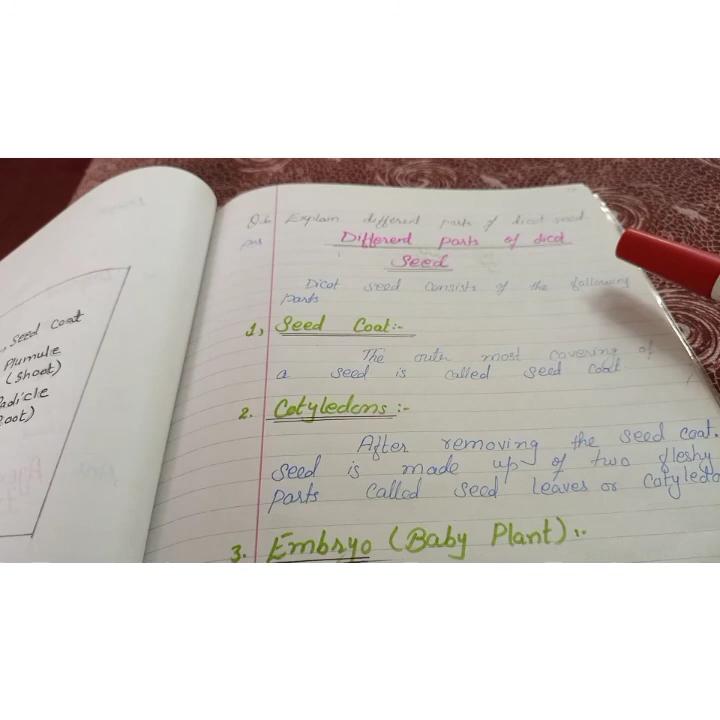 Seed Coat
Plumule
(Shoot)
adicle
oot)
Q.6 Explain different parts of dicot seed
Different parts of dicot
Seed
Dicot seed consists of the following
parts
1, Seed Coat:-
The outer most covering of
a seed is called seed coat
2. Cotyledons:-
After removing the seed coat.
seed is made up of two fleshy
parts called seed leaves or Cotyledo
3. Embryo (Baby Plant):-